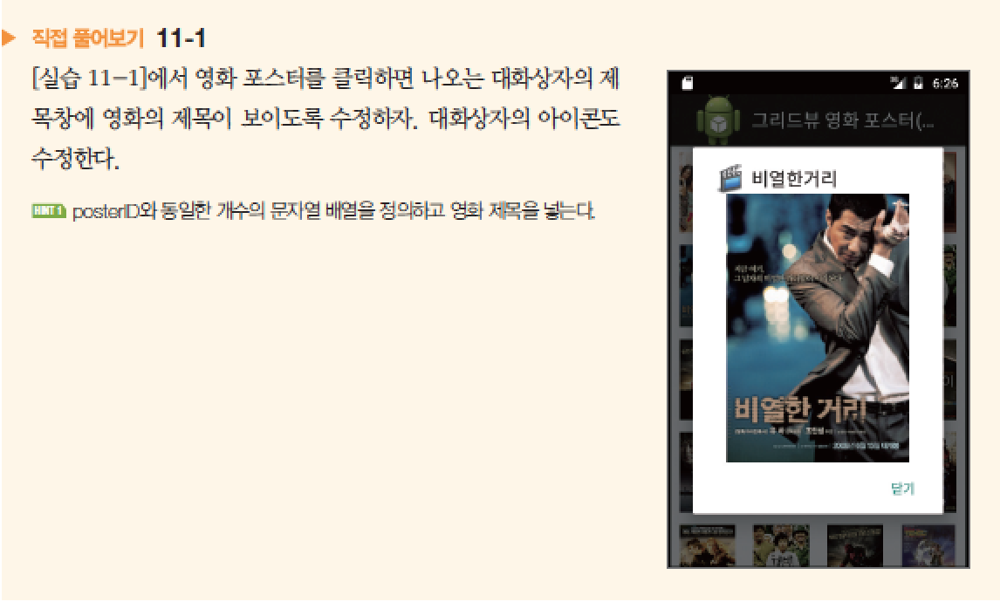 직접 풀어보기 11-1
[실습 11-1]에서 영화 포스터를 클릭하면 나오는 대화상자의 제
목창에 영화의 제목이 보이도록 수정하자. 대화상자의 아이콘도
수정한다.
HINT 1 posterID와 동일한 개수의 문자열 배열을 정의하고 영화 제목을 넣는다.
6:26
그리드뷰 영화 포스터(...
비열한거리
비열한 거리
닫기